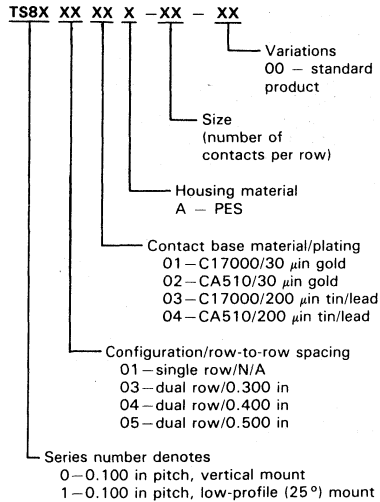 TS8X XX XX X -XX - XX
Variations
00 - standard
product
Size
(number of
contacts per row)
Housing material
A - PES
Contact base material/plating
01-C17000/30 μin gold
02-CA510/30 μin gold
03-C17000/200 μin tin/lead
04-CA510/200 μin tin/lead
Configuration/row-to-row spacing
01-single row/N/A
03-dual row/0.300 in
04-dual row/0.400 in
05-dual row/0.500 in
Series number denotes
0-0.100 in pitch, vertical mount
1-0.100 in pitch, low-profile (25°) mount